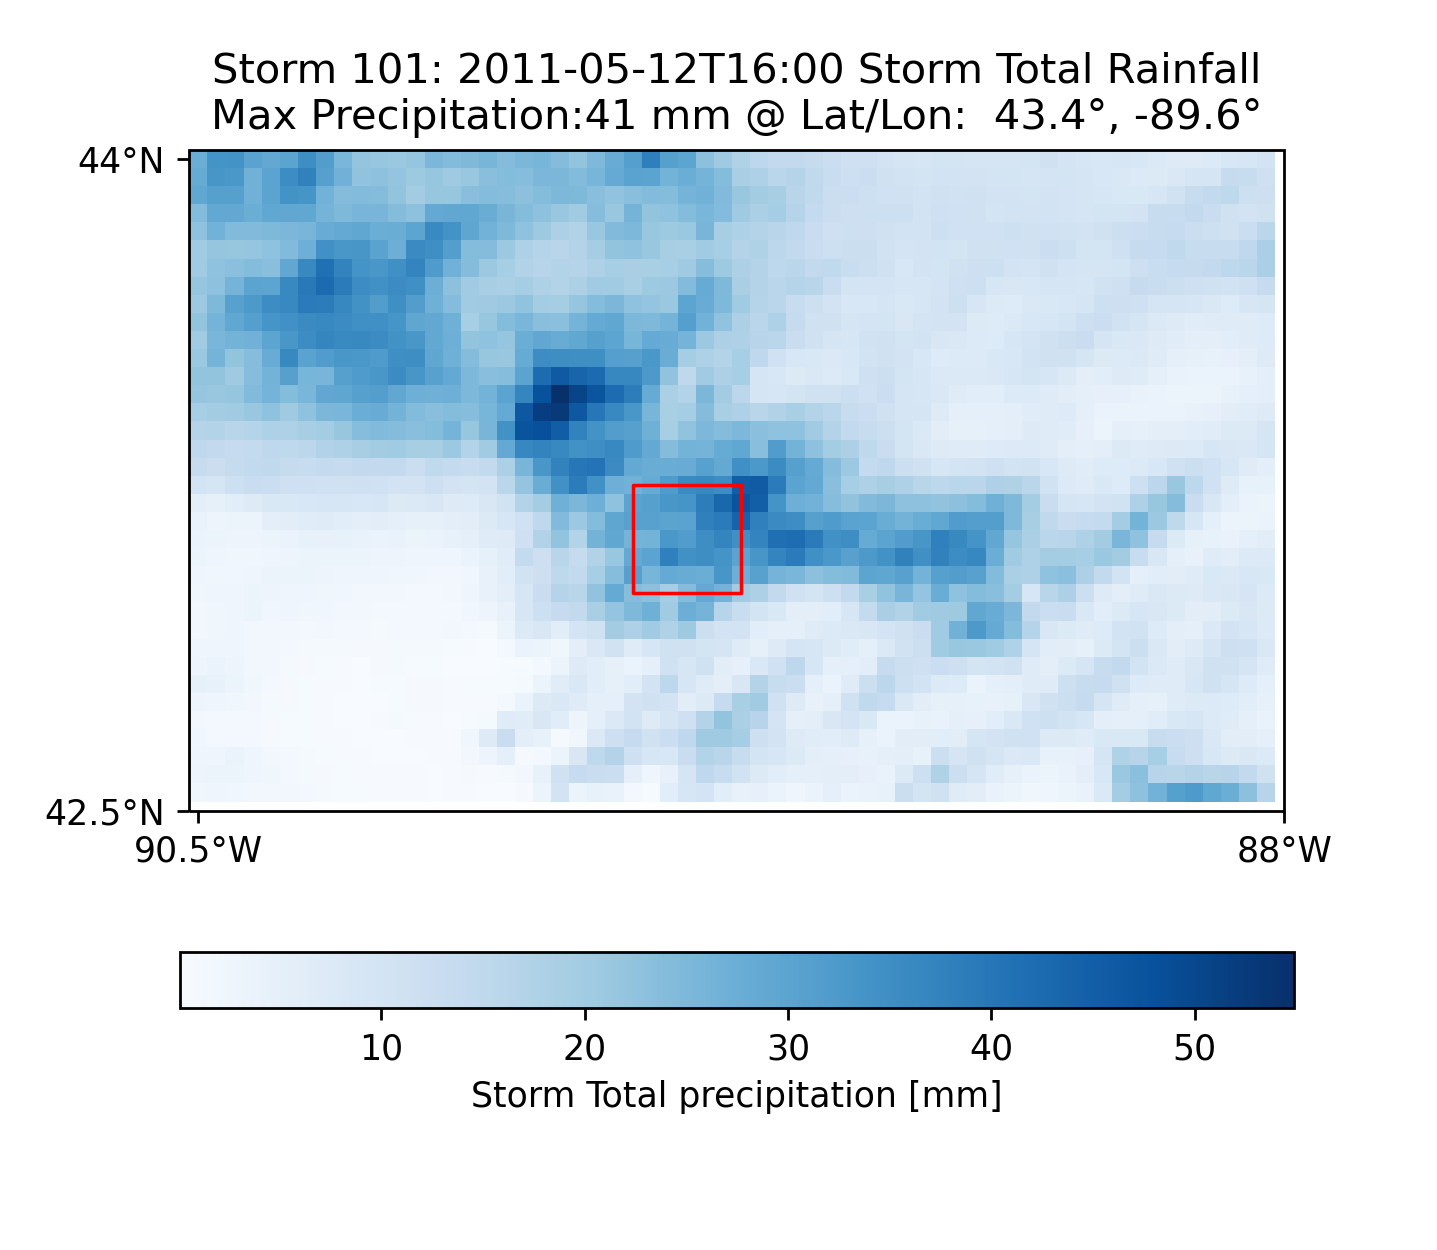 Storm 101: 2011-05-12T16:00 Storm Total Rainfall
Max Precipitation:41 mm @ Lat/Lon:  43.4°, -89.6°
44°N
42.5°N
90.5°W 88°W
10 20 30 40 50
Storm Total precipitation [mm]